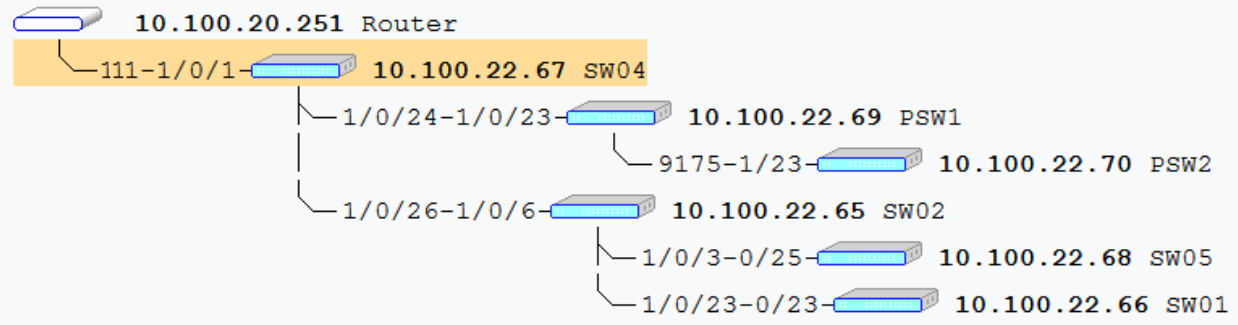 10.100.20.251 Router
111-1/0/1- 10.100.22.67 SW04
1/0/24-1/0/23- 10.100.22.69 PSW1
9175-1/23- 10.100.22.70 PSW2
1/0/26-1/0/6- 10.100.22.65 SW02
1/0/3-0/25- 10.100.22.68 SW05
1/0/23-0/23- 10.100.22.66 SW01